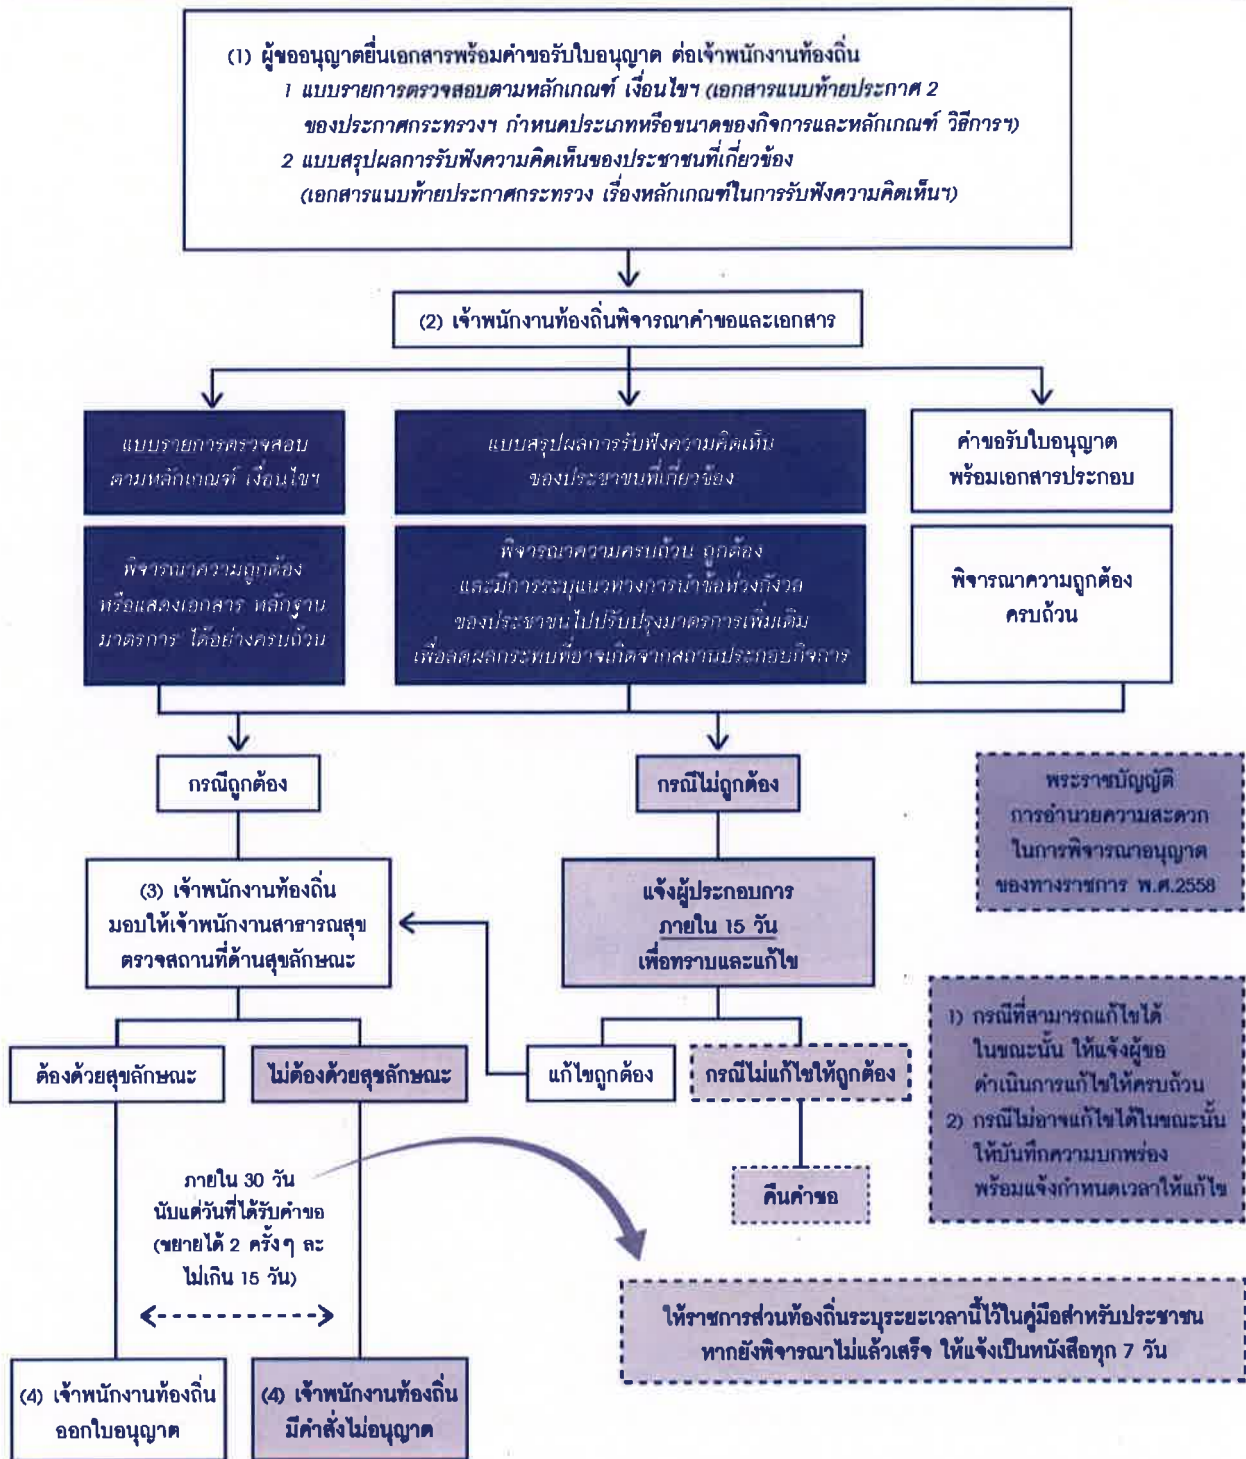 (1) ผู้ขออนุญาตยื่นเอกสารพร้อมคำขอรับใบอนุญาต ต่อเจ้าพนักงานท้องถิ่น
1 แบบรายการตรวจสอบตามหลักเกณฑ์ เงื่อนไขฯ (เอกสารแนบท้ายประกาศ 2
ของประกาศกระทรวงฯ กำหนดประเภทหรือขนาดของกิจการและหลักเกณฑ์ วิธีการฯ)
2 แบบสรุปผลการรับฟังความคิดเห็นของประชาชนที่เกี่ยวข้อง
(เอกสารแนบท้ายประกาศกระทรวง เรื่องหลักเกณฑ์ในการรับฟังความคิดเห็นฯ)
(2) เจ้าพนักงานท้องถิ่นพิจารณาคำขอและเอกสาร
แบบรายการตรวจสอบ
ตามหลักเกณฑ์ เงื่อนไขฯ
แบบสรุปผลการรับฟังความคิดเห็น
ของประชาชนที่เกี่ยวข้อง
คำขอรับใบอนุญาต
พร้อมเอกสารประกอบ
พิจารณาความถูกต้อง
หรือแสดงเอกสาร หลักฐาน
มาตรการ ได้อย่างครบถ้วน
พิจารณาความครบถ้วน ถูกต้อง
และมีการระบุแนวทางการนำข้อห่วงกังวล
ของประชาชนไปปรับปรุงมาตรการเพิ่มเติม
เพื่อลดผลกระทบที่อาจเกิดจากสถานประกอบกิจการ
พิจารณาความถูกต้อง
ครบถ้วน
กรณีถูกต้อง
กรณีไม่ถูกต้อง
พระราชบัญญัติ
การอำนวยความสะดวก
ในการพิจารณาอนุญาต
ของทางราชการ พ.ศ.2558
(3) เจ้าพนักงานท้องถิ่น
มอบให้เจ้าพนักงานสาธารณสุข
ตรวจสถานที่ด้านสุขลักษณะ
แจ้งผู้ประกอบการ
ภายใน 15 วัน
เพื่อทราบและแก้ไข
1) กรณีที่สามารถแก้ไขได้
ในขณะนั้น ให้แจ้งผู้ขอ
ดำเนินการแก้ไขให้ครบถ้วน
2) กรณีไม่อาจแก้ไขได้ในขณะนั้น
ให้บันทึกความบกพร่อง
พร้อมแจ้งกำหนดเวลาให้แก้ไข
ต้องด้วยสุขลักษณะ
ไม่ต้องด้วยสุขลักษณะ
แก้ไขถูกต้อง
กรณีไม่แก้ไขให้ถูกต้อง
คืนคำขอ
ภายใน 30 วัน
นับแต่วันที่ได้รับคำขอ
(ขยายได้ 2 ครั้งๆ ละ
ไม่เกิน 15 วัน)
ให้ราชการส่วนท้องถิ่นระบุระยะเวลานี้ไว้ในคู่มือสำหรับประชาชน
หากยังพิจารณาไม่แล้วเสร็จ ให้แจ้งเป็นหนังสือทุก 7 วัน
(4) เจ้าพนักงานท้องถิ่น
ออกใบอนุญาต
(4) เจ้าพนักงานท้องถิ่น
มีคำสั่งไม่อนุญาต